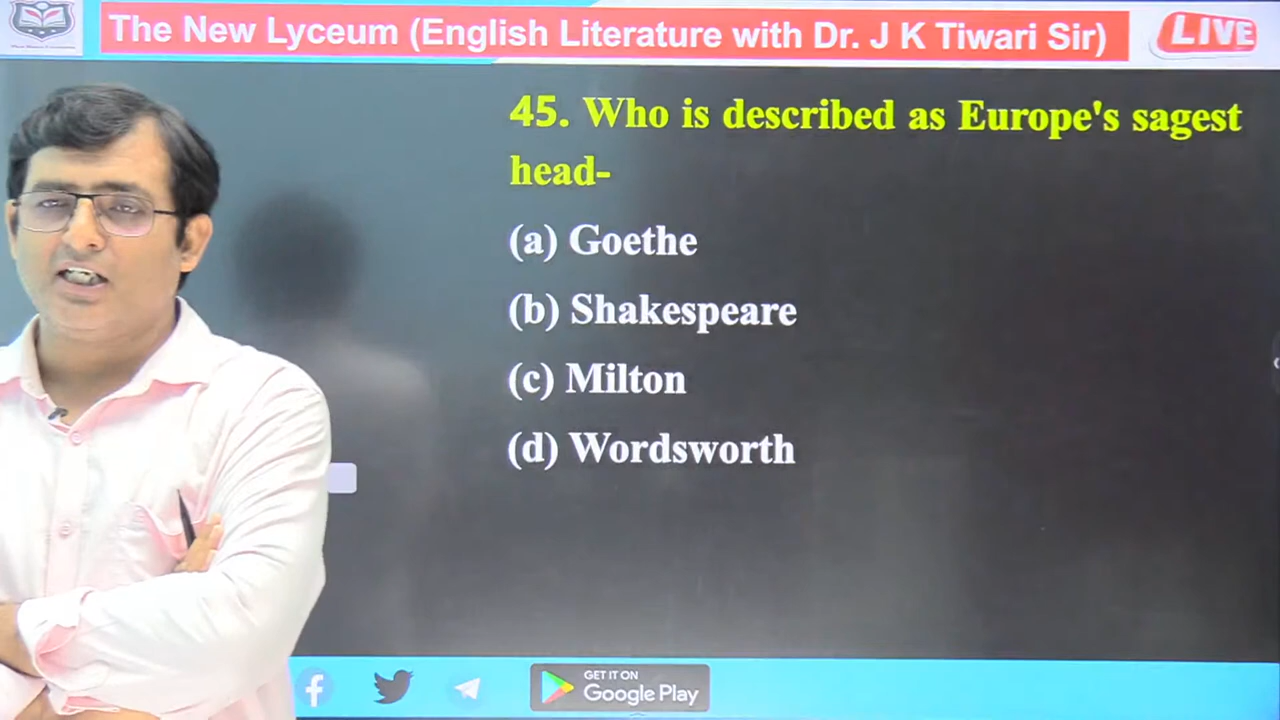 The New Lyceum (English Literature with Dr. J K Tiwari Sir)
LIVE
45. Who is described as Europe's sagest
head-
(a) Goethe
(b) Shakespeare
(c) Milton
(d) Wordsworth
GET IT ON
Google Play